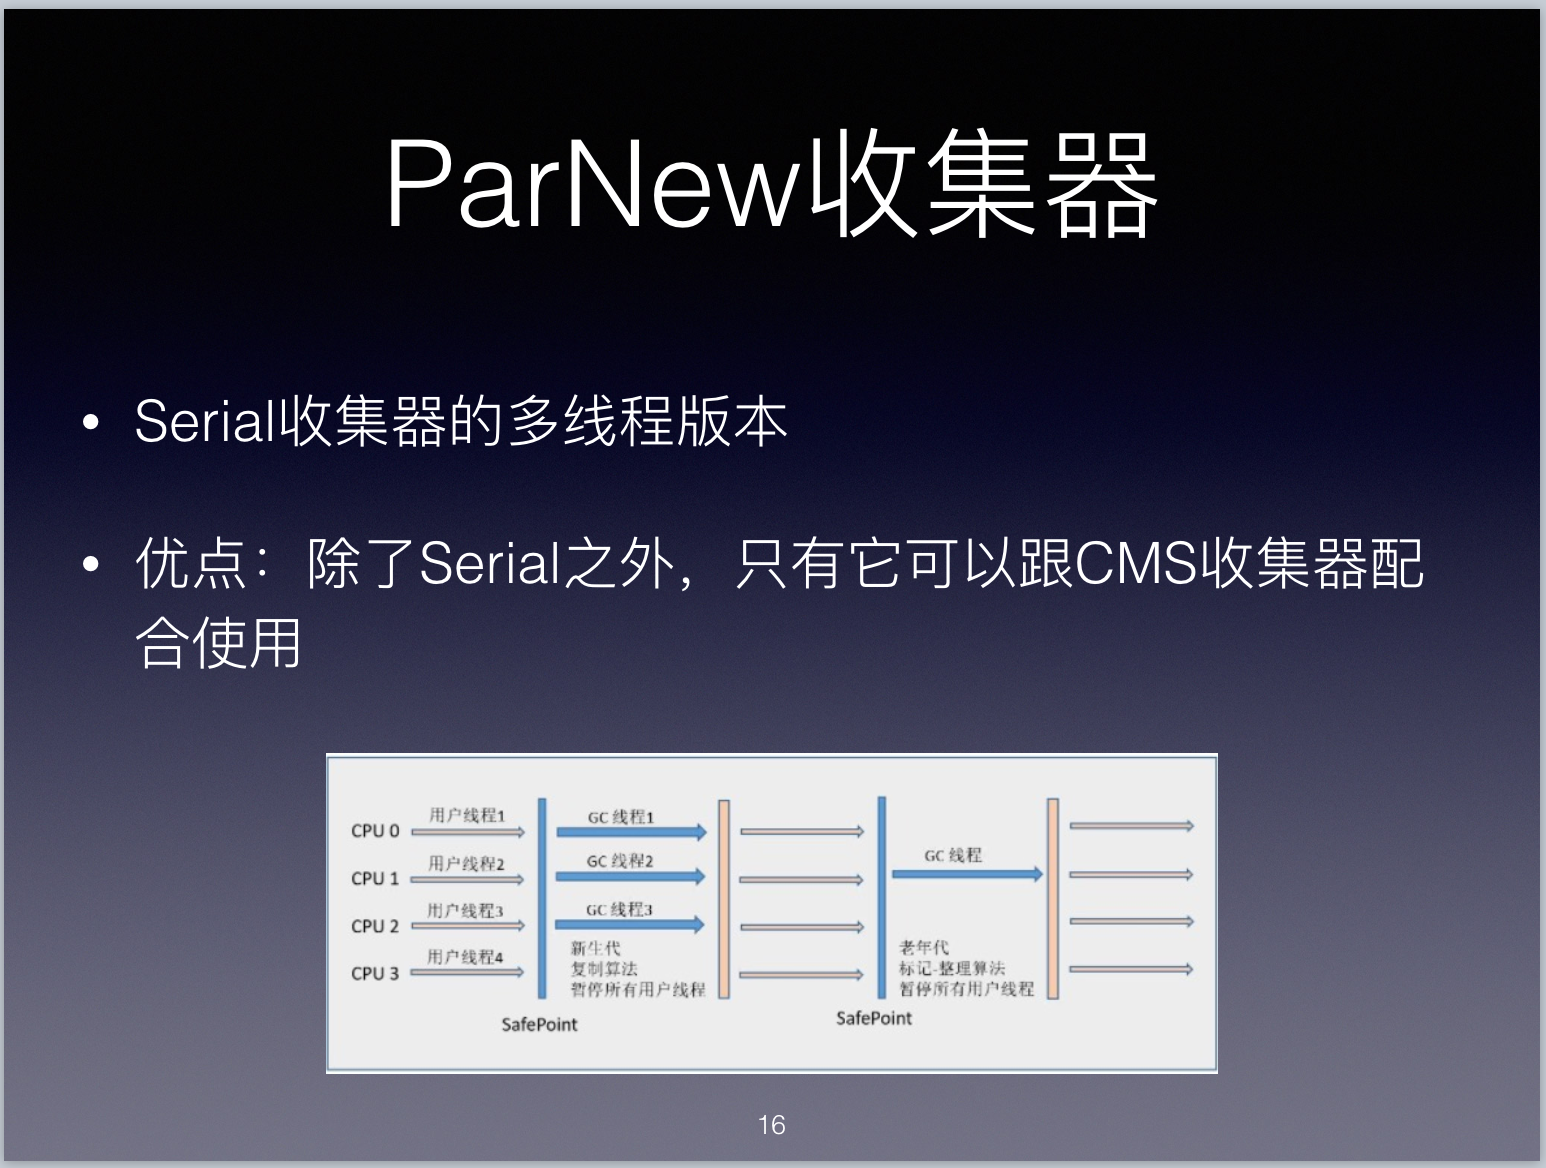 ParNew收集器
• Serial收集器的多线程版本
• 优点：除了Serial之外，只有它可以跟CMS收集器配
合使用
CPU 0
用户线程1
GC 线程1
CPU 1
用户线程2
GC 线程2
CPU 2
用户线程3
GC 线程3
CPU 3
用户线程4
新生代
复制算法
暂停所有用户线程
SafePoint
GC 线程
老年代
标记-整理算法
暂停所有用户线程
SafePoint
16